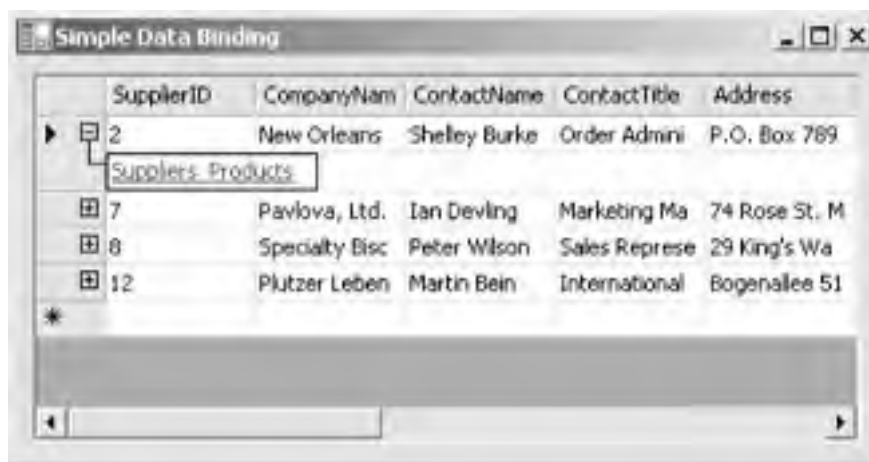 Simple Data Binding
SupplierID CompanyNam ContactName ContactTitle Address
2 New Orleans Shelley Burke Order Admini P.O. Box 789
Suppliers_Products
7 Pavlova, Ltd. Ian Devling Marketing Ma 74 Rose St. M
8 Specialty Bisc Peter Wilson Sales Represe 29 King's Wa
12 Plutzer Leben Martin Bein International Bogenallee 51
*